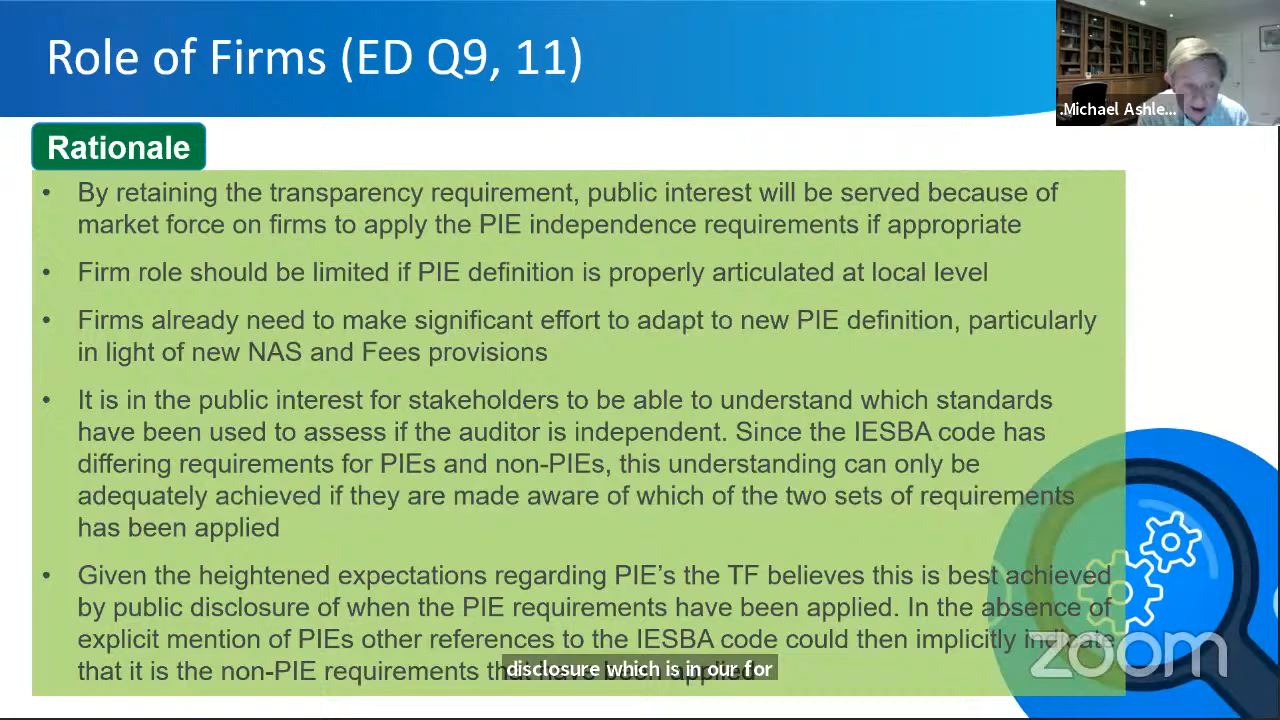 Role of Firms (ED Q9, 11)
.Michael Ashle...
Rationale
• By retaining the transparency requirement, public interest will be served because of
market force on firms to apply the PIE independence requirements if appropriate
• Firm role should be limited if PIE definition is properly articulated at local level
• Firms already need to make significant effort to adapt to new PIE definition, particularly
in light of new NAS and Fees provisions
• It is in the public interest for stakeholders to be able to understand which standards
have been used to assess if the auditor is independent. Since the IESBA code has
differing requirements for PIEs and non-PIEs, this understanding can only be
adequately achieved if they are made aware of which of the two sets of requirements
has been applied
• Given the heightened expectations regarding PIE's the TF believes this is best achieved
by public disclosure of when the PIE requirements have been applied. In the absence of
explicit mention of PIEs other references to the IESBA code could then implicitly indicate
that it is the non-PIE requirements that have been applied
disclosure which is in our for
zoom